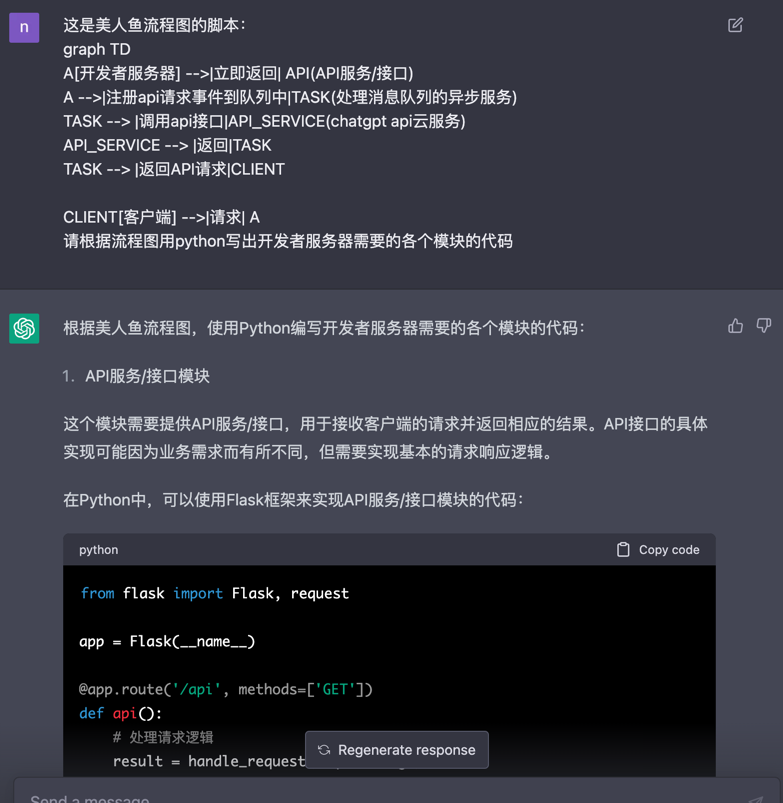 n
这是美人鱼流程图的脚本：
graph TD
A[开发者服务器] -->|立即返回| API(API服务/接口)
A -->|注册api请求事件到队列中|TASK(处理消息队列的异步服务)
TASK --> |调用api接口|API_SERVICE(chatgpt api云服务)
API_SERVICE --> |返回|TASK
TASK --> |返回API请求|CLIENT
CLIENT[客户端] -->|请求| A
请根据流程图用python写出开发者服务器需要的各个模块的代码
根据美人鱼流程图，使用Python编写开发者服务器需要的各个模块的代码：
1. API服务/接口模块
这个模块需要提供API服务/接口，用于接收客户端的请求并返回相应的结果。API接口的具体
实现可能因为业务需求而有所不同，但需要实现基本的请求响应逻辑。
在Python中，可以使用Flask框架来实现API服务/接口模块的代码：
python Copy code
from flask import Flask, request
app = Flask(__name__)
@app.route('/api', methods=['GET'])
def api():
# 处理请求逻辑
result = handle_request
Regenerate response
Send a message